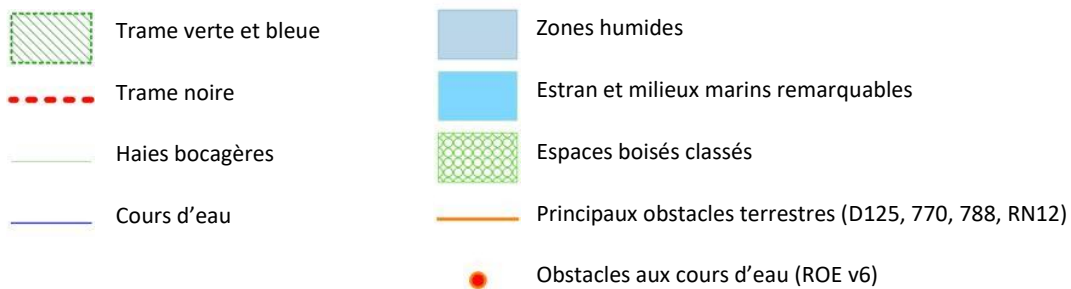 Trame verte et bleue
Trame noire
Haies bocagères
Cours d’eau
Zones humides
Estran et milieux marins remarquables
Espaces boisés classés
Principaux obstacles terrestres (D125, 770, 788, RN12)
Obstacles aux cours d’eau (ROE v6)